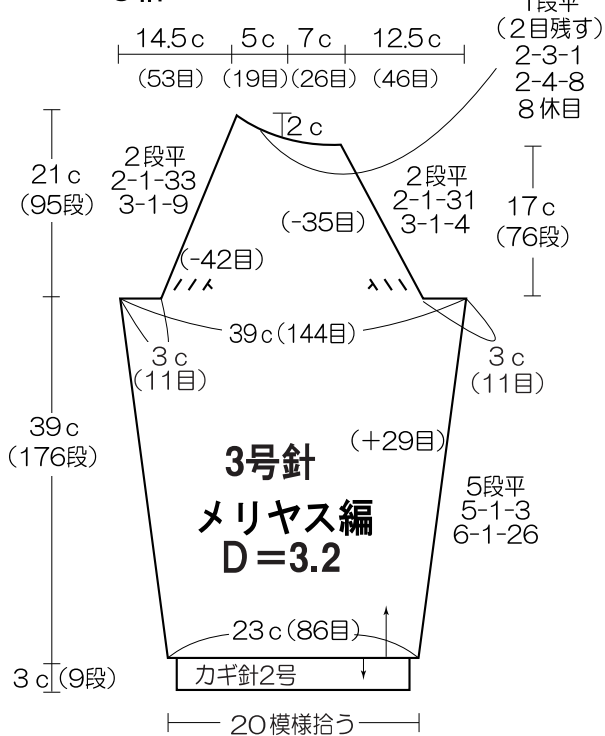 1段平
(2目残す)
2-3-1
2-4-8
8休目
14.5c 5c 7c 12.5c
(53目) (19目) (26目) (46目)
2c
21c
(95段)
2段平
2-1-33
3-1-9
2段平
2-1-31
3-1-4
17c
(76段)
(-35目)
(-42目)
39c(144目)
3c
(11目)
3c
(11目)
39c
(176段)
(+29目)
3号針
メリヤス編
D=3.2
5段平
5-1-3
6-1-26
23c(86目)
3c(9段)
カギ針2号
20模様拾う